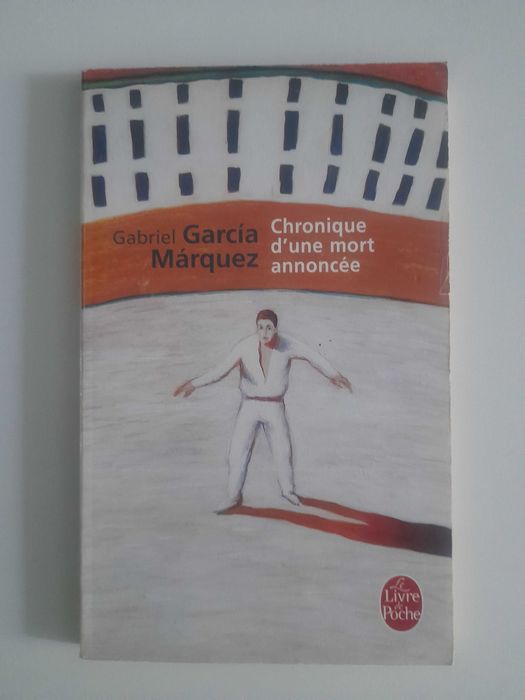 Gabriel García
Márquez
Chronique
d'une mort
annoncée
Le
Livre
de
Poche